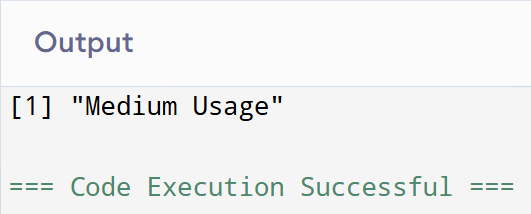 Output
[1] "Medium Usage"
=== Code Execution Successful ===